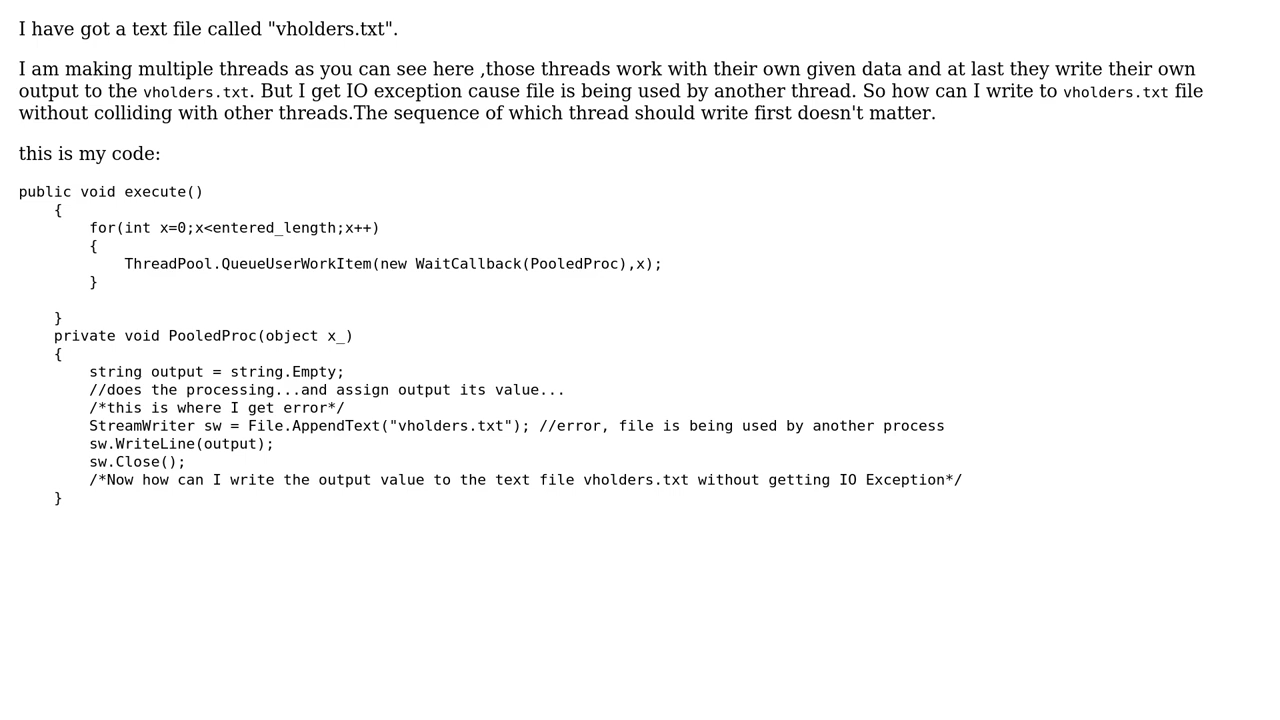 I have got a text file called "vholders.txt".
I am making multiple threads as you can see here ,those threads work with their own given data and at last they write their own
output to the vholders.txt. But I get IO exception cause file is being used by another thread. So how can I write to vholders.txt file
without colliding with other threads.The sequence of which thread should write first doesn't matter.
this is my code:
public void execute()
    {
        for(int x=0;x<entered_length;x++)
        {
            ThreadPool.QueueUserWorkItem(new WaitCallback(PooledProc),x);
        }

    }
    private void PooledProc(object x_)
    {
        string output = string.Empty;
        //does the processing...and assign output its value...
        /*this is where I get error*/
        StreamWriter sw = File.AppendText("vholders.txt"); //error, file is being used by another process
        sw.WriteLine(output);
        sw.Close();
        /*Now how can I write the output value to the text file vholders.txt without getting IO Exception*/
    }